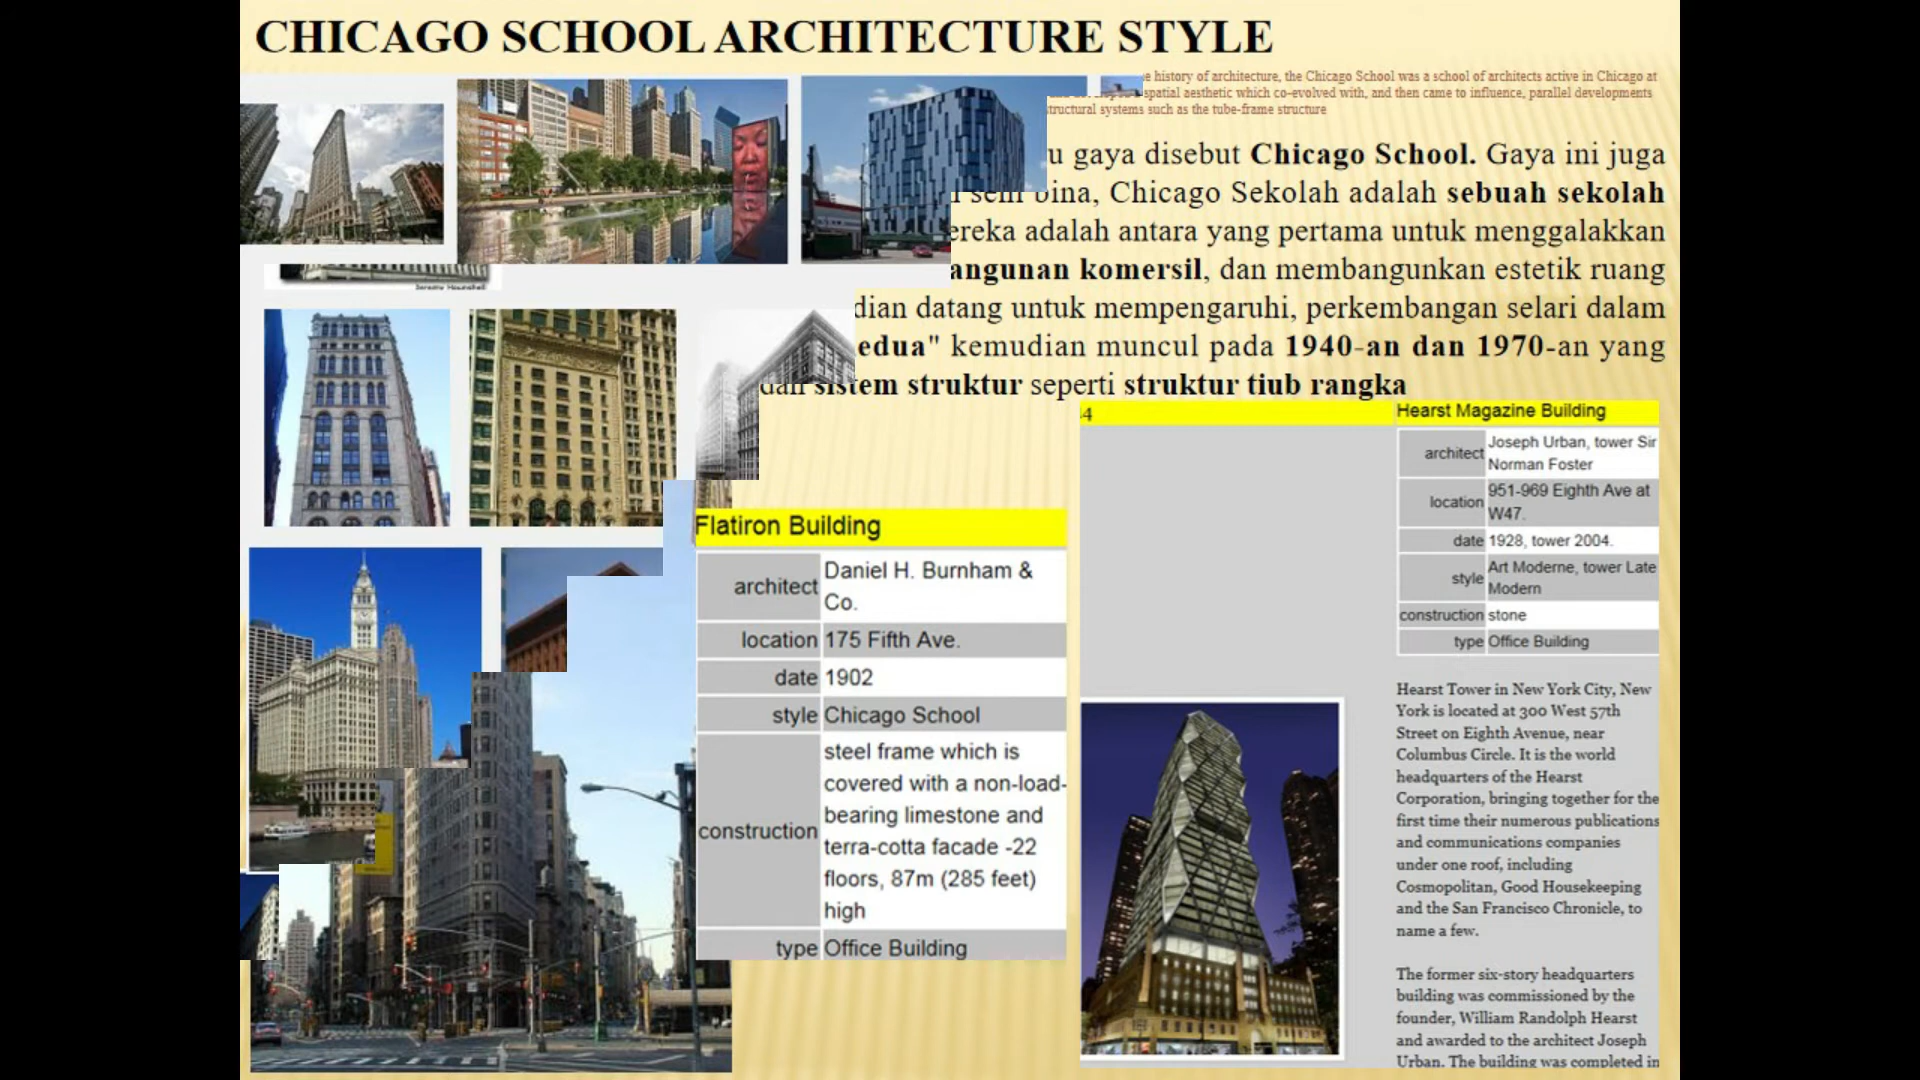 CHICAGO SCHOOL ARCHITECTURE STYLE
e history of architecture, the Chicago School was a school of architects active in Chicago at
spatial aesthetic which co-evolved with, and then came to influence, parallel developments
tructural systems such as the tube-frame structure
u gaya disebut Chicago School. Gaya ini juga
bina, Chicago Sekolah adalah sebuah sekolah
ereka adalah antara yang pertama untuk menggalakkan
angunan komersil, dan membangunkan estetik ruang
dian datang untuk mempengaruhi, perkembangan selari dalam
edua" kemudian muncul pada 1940-an dan 1970-an yang
dan sistem struktur seperti struktur tiub rangka
Flatiron Building
architect Daniel H. Burnham &
Co.
location 175 Fifth Ave.
date 1902
style Chicago School
construction steel frame which is
covered with a non-load-
bearing limestone and
terra-cotta facade -22
floors, 87m (285 feet)
high
type Office Building
4
Hearst Magazine Building
architect Joseph Urban, tower Sir
Norman Foster
location 951-969 Eighth Ave at
W47.
date 1928, tower 2004.
style Art Moderne, tower Late
Modern
construction stone
type Office Building
Hearst Tower in New York City, New
York is located at 300 West 57th
Street on Eighth Avenue, near
Columbus Circle. It is the world
headquarters of the Hearst
Corporation, bringing together for the
first time their numerous publications
and communications companies
under one roof, including
Cosmopolitan, Good Housekeeping
and the San Francisco Chronicle, to
name a few.
The former six-story headquarters
building was commissioned by the
founder, William Randolph Hearst
and awarded to the architect Joseph
Urban. The building was completed in